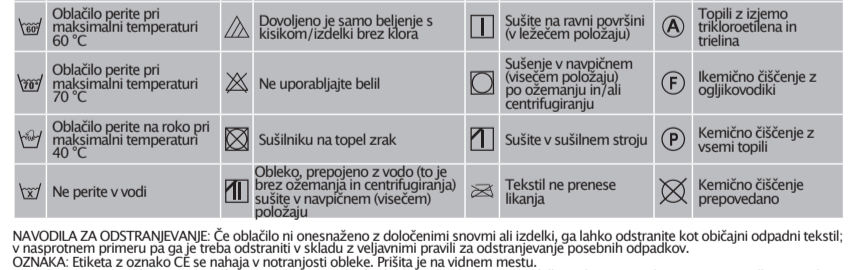 60°
Oblačilo perite pri
maksimalni temperaturi
60 °C
Dovoljeno je samo beljenje s
kisikom/izdelki brez klora
Sušite na ravni površini
(v ležečem položaju)
A
Topili z izjemo
trikloroetilena in
trielina
70°
Oblačilo perite pri
maksimalni temperaturi
70 °C
Ne uporabljajte belil
Sušenje v navpičnem
(visečem položaju)
po ožemanju in/ali
centrifugiranju
F
Ikemično čiščenje z
ogljikovodiki
Oblačilo perite na roko pri
maksimalni temperaturi
40 °C
Sušilniku na topel zrak
Sušite v sušilnem stroju
P
Kemično čiščenje z
vsemi topili
Ne perite v vodi
Obleko, prepojeno z vodo (to je
brez ožemanja in centrifugiranja)
sušite v navpičnem (visečem)
položaju
Tekstil ne prenese
likanja
Kemično čiščenje
prepovedano
NAVODILA ZA ODSTRANJEVANJE: Če oblačilo ni onesnaženo z določenimi snovmi ali izdelki, ga lahko odstranite kot običajni odpadni tekstil;
v nasprotnem primeru pa ga je treba odstraniti v skladu z veljavnimi pravili za odstranjevanje posebnih odpadkov.
OZNAKA: Etiketa z oznako CE se nahaja v notranjosti obleke. Prišita je na vidnem mestu.